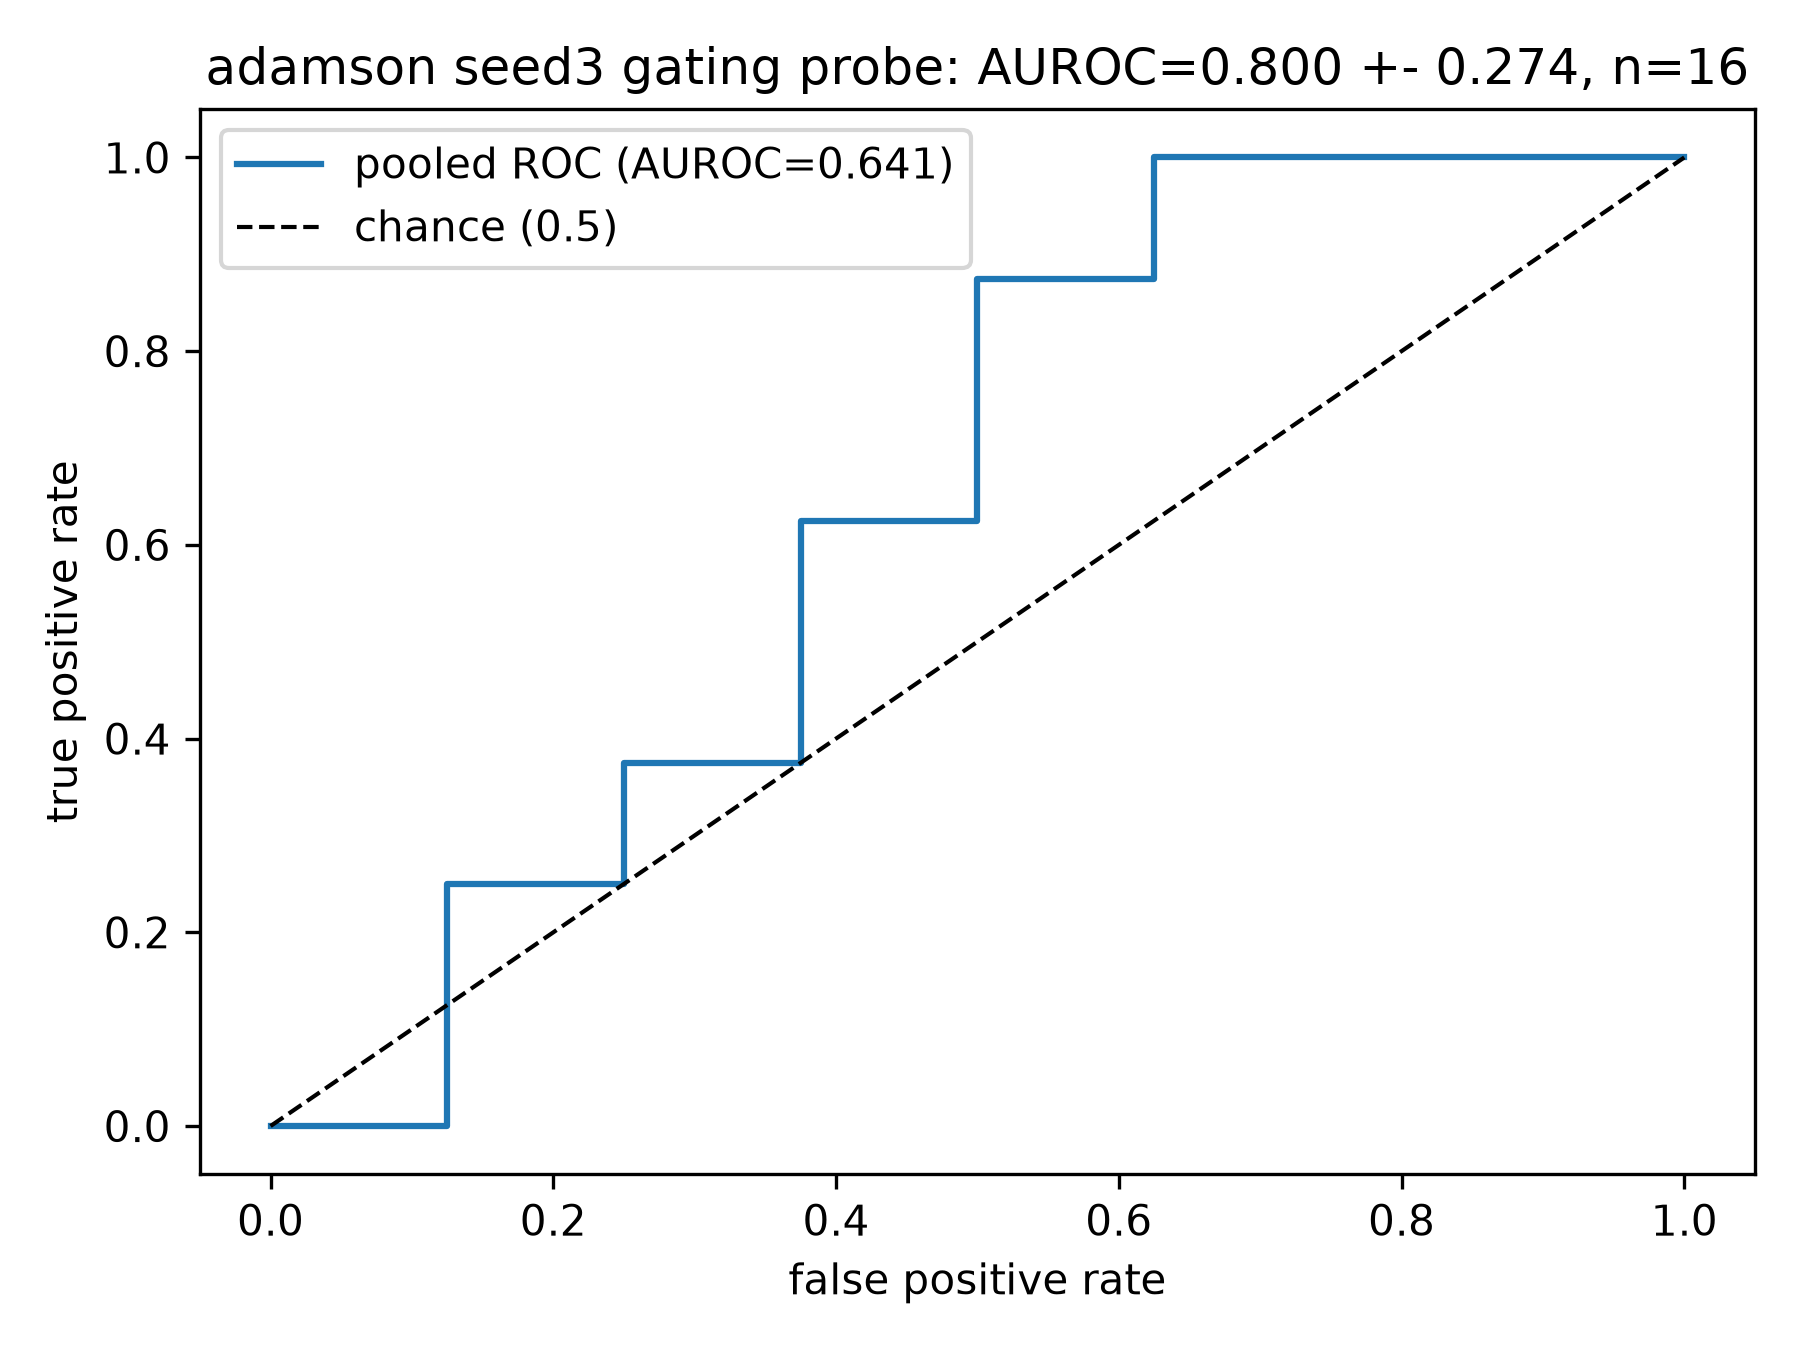 adamson seed3 gating probe: AUROC=0.800 +- 0.274, n=16
pooled ROC (AUROC=0.641)
chance (0.5)
1.0
0.8
0.6
0.4
0.2
0.0
true positive rate
0.0 0.2 0.4 0.6 0.8 1.0
false positive rate